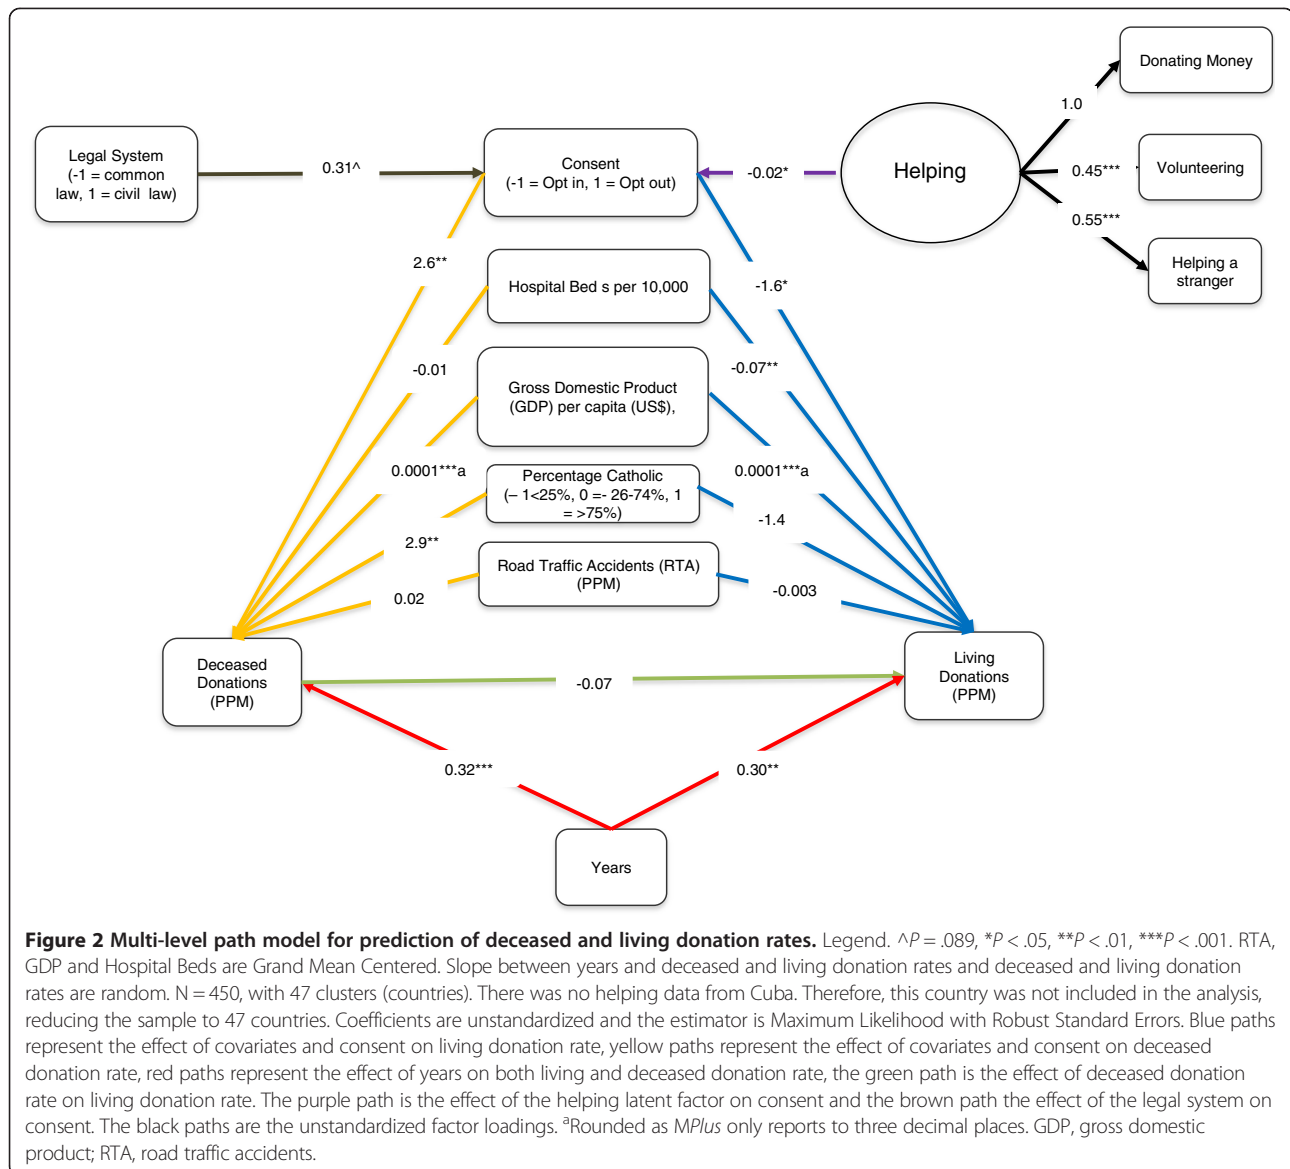 Donating Money
1.0
Legal System
(-1 = common
law, 1 = civil law)
0.31^
Consent
(-1 = Opt in, 1 = Opt out)
-0.02*
Helping
0.45***
Volunteering
0.55***
Helping a
stranger
2.6**
Hospital Bed s per 10,000
-1.6*
-0.01
-0.07**
Gross Domestic Product
(GDP) per capita (US$),
0.0001***a
0.0001***a
Percentage Catholic
(– 1<25%, 0 =- 26-74%, 1
= >75%)
2.9**
-1.4
Road Traffic Accidents (RTA)
(PPM)
0.02
-0.003
Deceased
Donations
(PPM)
-0.07
Living
Donations
(PPM)
0.32***
0.30**
Years
Figure 2 Multi-level path model for prediction of deceased and living donation rates. Legend. ^P = .089, *P < .05, **P < .01, ***P < .001. RTA,
GDP and Hospital Beds are Grand Mean Centered. Slope between years and deceased and living donation rates and deceased and living donation
rates are random. N = 450, with 47 clusters (countries). There was no helping data from Cuba. Therefore, this country was not included in the analysis,
reducing the sample to 47 countries. Coefficients are unstandardized and the estimator is Maximum Likelihood with Robust Standard Errors. Blue paths
represent the effect of covariates and consent on living donation rate, yellow paths represent the effect of covariates and consent on deceased
donation rate, red paths represent the effect of years on both living and deceased donation rate, the green path is the effect of deceased donation
rate on living donation rate. The purple path is the effect of the helping latent factor on consent and the brown path the effect of the legal system on
consent. The black paths are the unstandardized factor loadings. ᵃRounded as MPlus only reports to three decimal places. GDP, gross domestic
product; RTA, road traffic accidents.